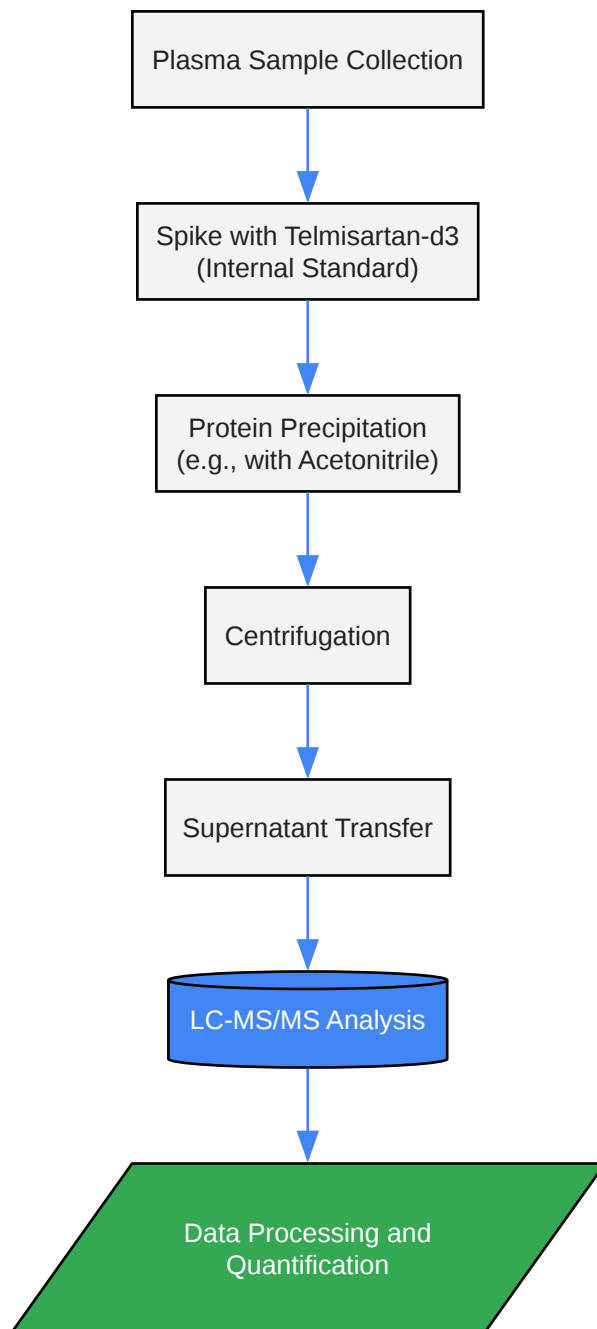 Plasma Sample Collection
Spike with Telmisartan-d3
(Internal Standard)
Protein Precipitation
(e.g., with Acetonitrile)
Centrifugation
Supernatant Transfer
LC-MS/MS Analysis
Data Processing and
Quantification